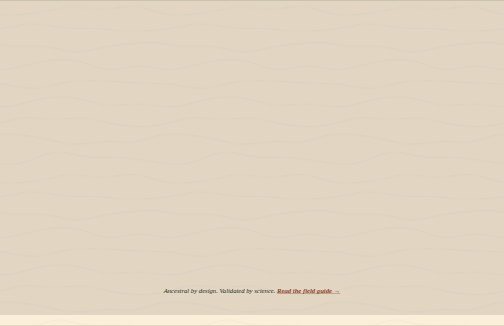 Ancestral by design. Validated by science. Read the field guide →